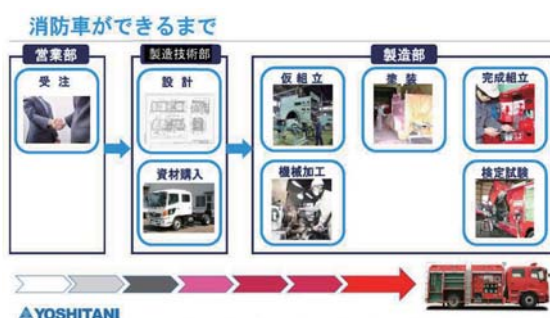 消防車ができるまで
営業部
受 注
製造技術部
設 計
資材購入
製造部
仮組立
塗 装
完成組立
機械加工
検定試験
YOSHITANI